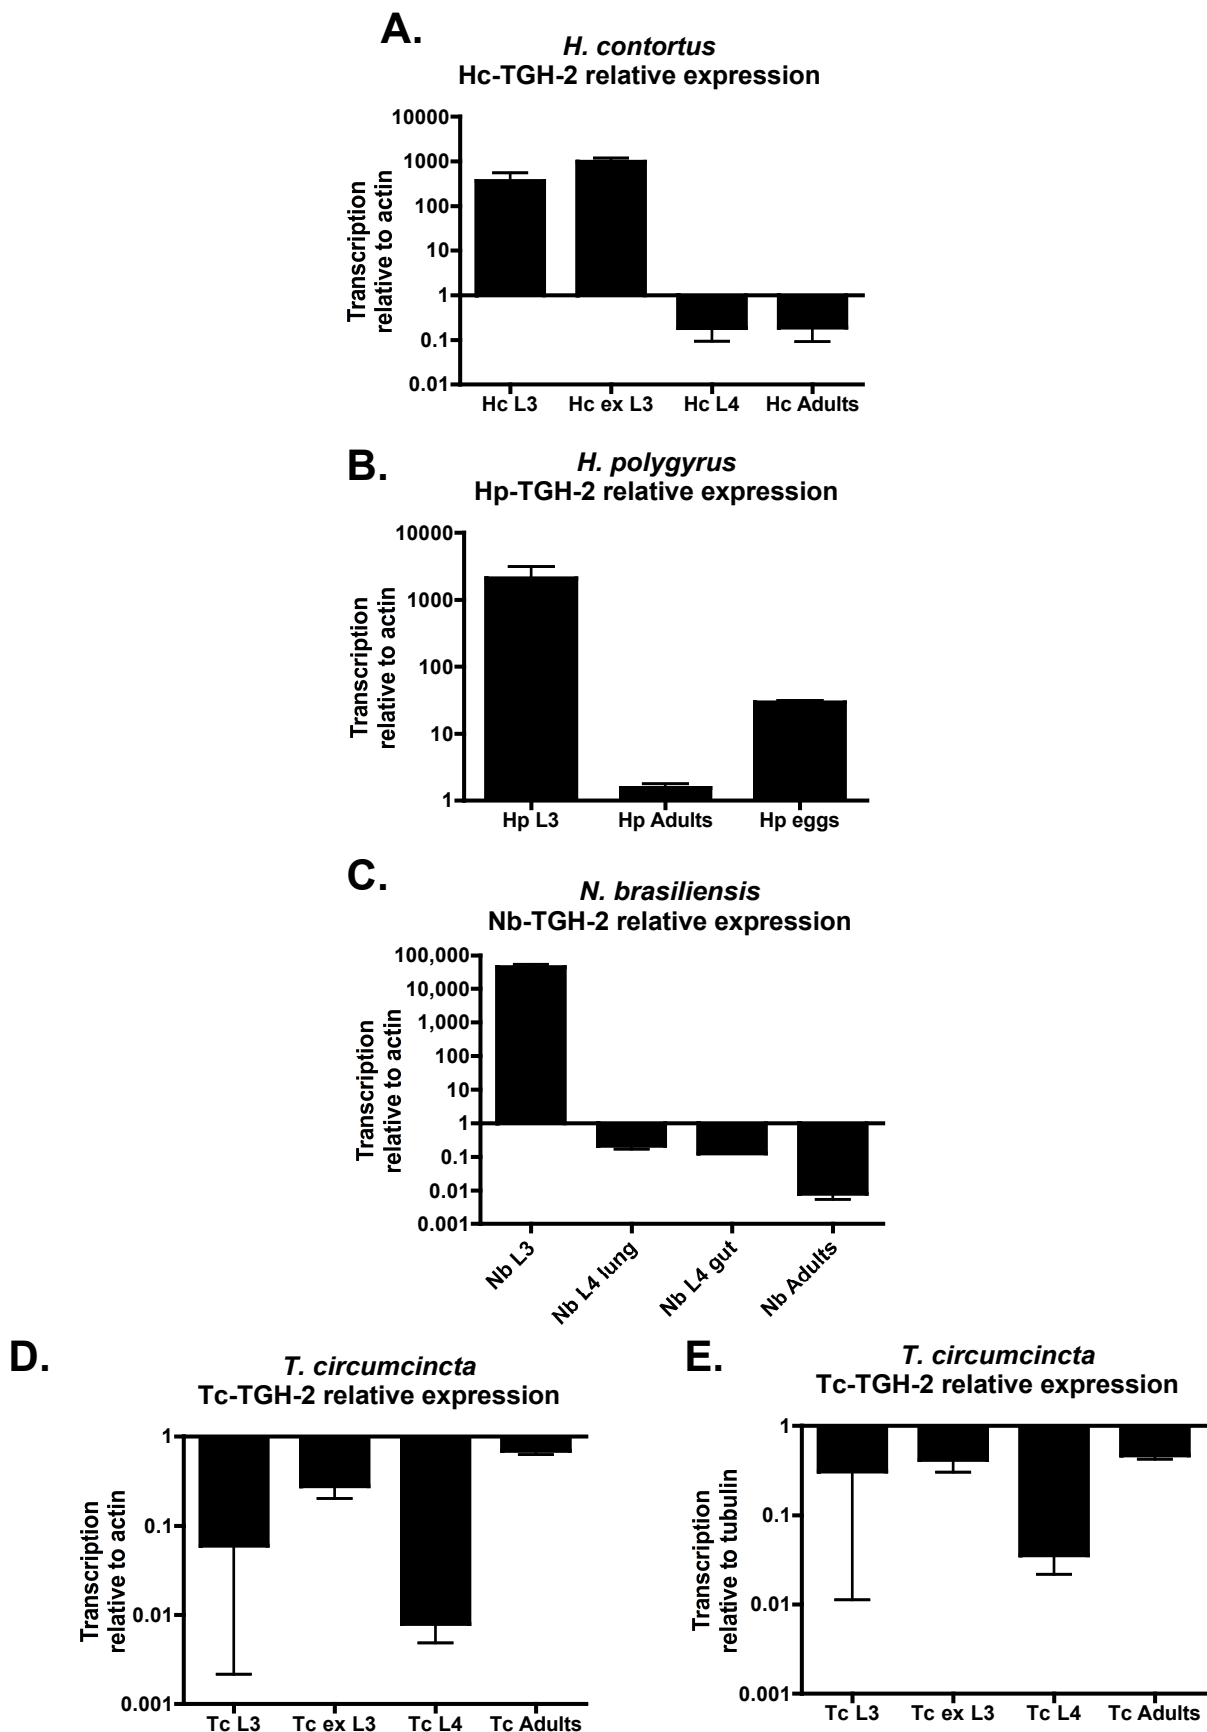 A.
H. contortus
Hc-TGH-2 relative expression
Transcription
relative to actin
10000
1000
100
10
1
0.1
0.01
Hc L3 Hc ex L3 Hc L4 Hc Adults
B.
H. polygyrus
Hp-TGH-2 relative expression
Transcription
relative to actin
10000
1000
100
10
1
Hp L3 Hp Adults Hp eggs
C.
N. brasiliensis
Nb-TGH-2 relative expression
Transcription
relative to actin
100,000
10,000
1,000
100
10
1
0.1
0.01
0.001
Nb L3 Nb L4 lung Nb L4 gut Nb Adults
D.
T. circumcincta
Tc-TGH-2 relative expression
Transcription
relative to actin
1
0.1
0.01
0.001
Tc L3 Tc ex L3 Tc L4 Tc Adults
E.
T. circumcincta
Tc-TGH-2 relative expression
Transcription
relative to tubulin
1
0.1
0.01
0.001
Tc L3 Tc ex L3 Tc L4 Tc Adults